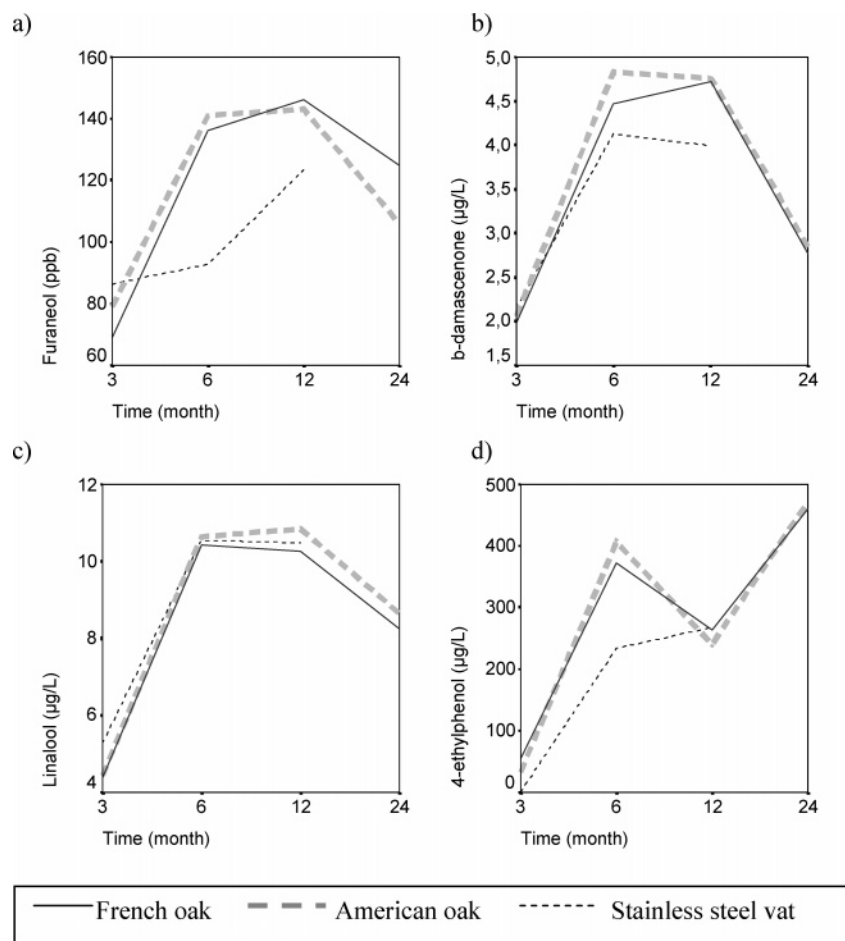 a)
160
140
120
100
80
60
Furaneol (ppb)
3 6 12 24
Time (month)
b)
5,0
4,5
4,0
3,5
3,0
2,5
2,0
1,5
b-damascenone (µg/L)
3 6 12 24
Time (month)
c)
12
10
8
6
4
Linalool (µg/L)
3 6 12 24
Time (month)
d)
500
400
300
200
100
0
4-ethylphenol (µg/L)
3 6 12 24
Time (month)
French oak American oak Stainless steel vat